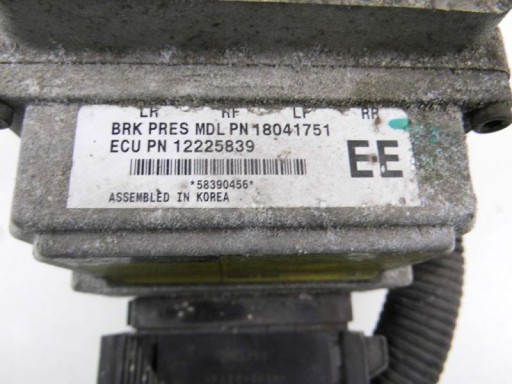 LR RF LF RR
BRK PRES MDL PN 18041751
ECU PN 12225839
EE
*58390456*
ASSEMBLED IN KOREA